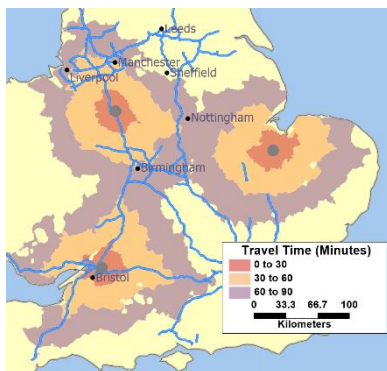 Leeds
Manchester
Sheffield
Liverpool
Nottingham
Birmingham
Bristol
Travel Time (Minutes)
0 to 30
30 to 60
60 to 90
0 33.3 66.7 100
Kilometers